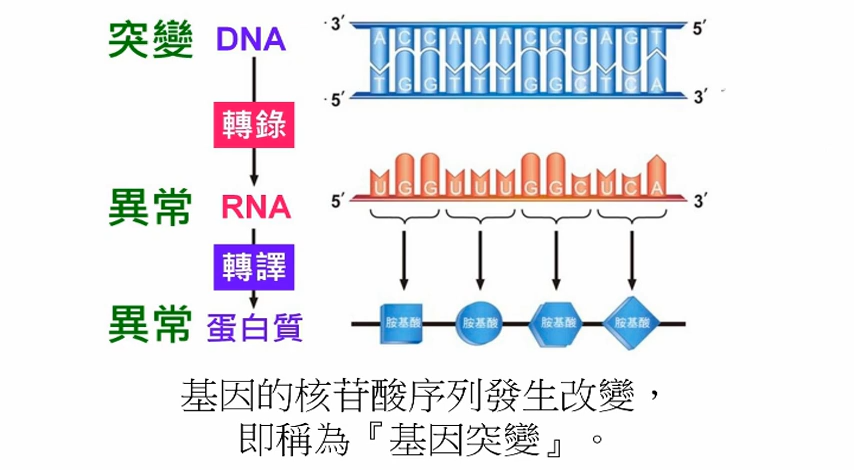 突變 DNA
3′ A C C A A A C C G A G T 5′
5′ T G G T T T G G C T C A 3′
轉錄
異常 RNA
5′ U G G U U U G G C U C A 3′
轉譯
異常 蛋白質
胺基酸 胺基酸 胺基酸 胺基酸
基因的核苷酸序列發生改變，
即稱為『基因突變』。